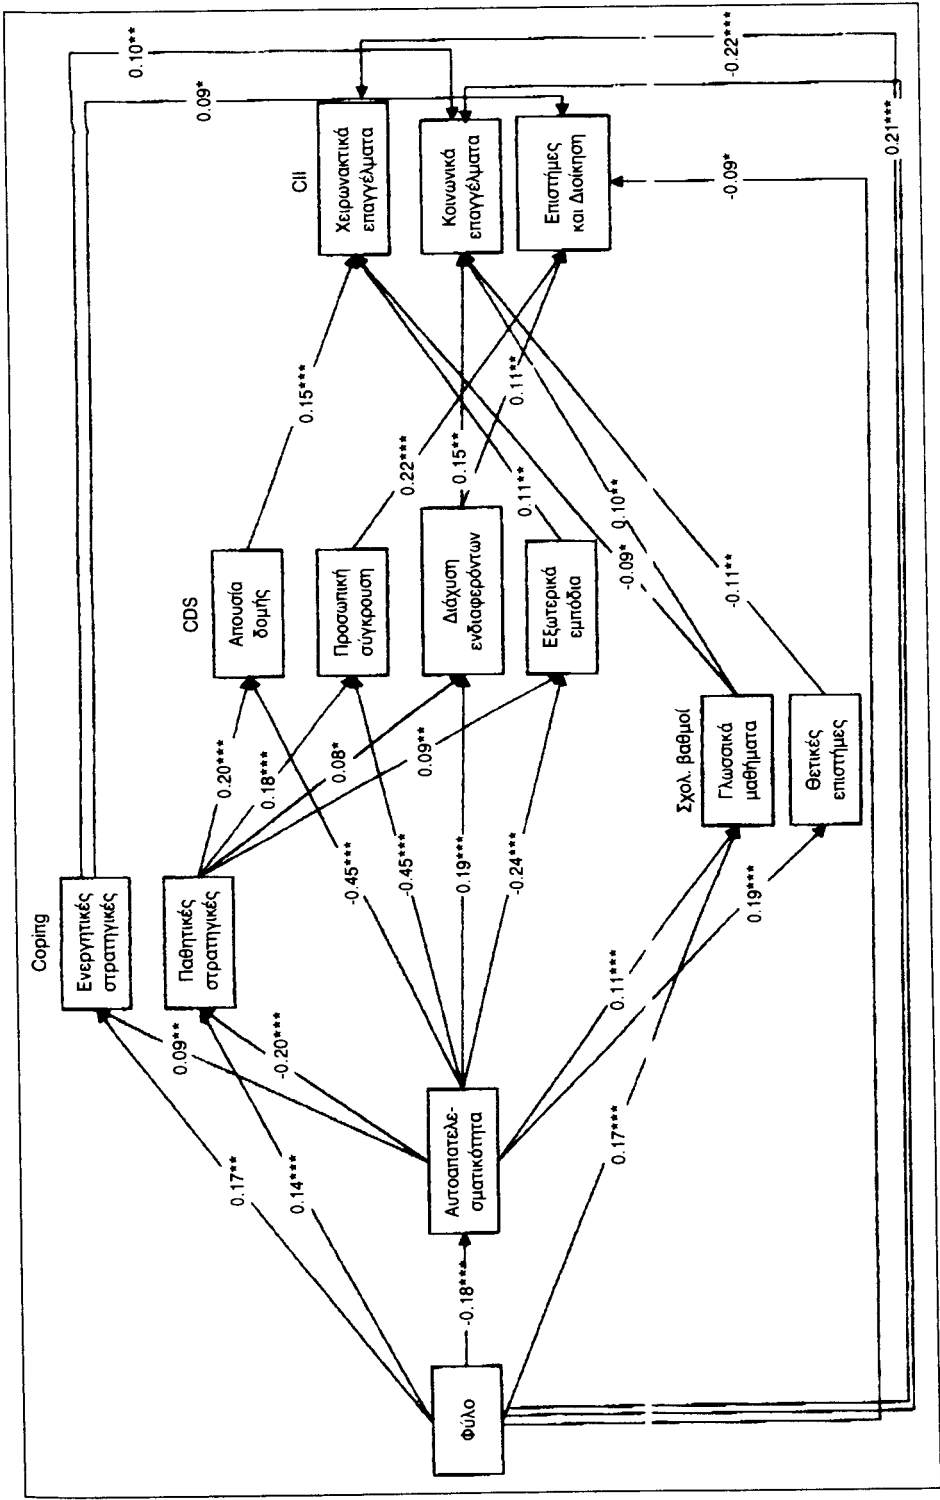 Coping
Ενεργητικές
στρατηγικές
Παθητικές
στρατηγικές
CDS
Απουσία
δομής
Προσωπική
σύγκρουση
Διάχυση
ενδιαφερόντων
Εξωτερικά
εμπόδια
CII
Χειρωνακτικά
επαγγέλματα
Κοινωνικά
επαγγέλματα
Επιστήμες
και Διοίκηση
Σχολ. βαθμοί
Γλωσσικά
μαθήματα
Θετικές
επιστήμες
Φύλο
Αυτοαπατελε-
σματικότητα
0.17**
0.14***
-0.18***
0.17***
0.09**
-0.20***
0.11***
0.19***
-0.45***
-0.45***
0.19***
-0.24***
0.20***
0.18***
0.08*
0.09**
0.15***
0.22***
0.15**
0.11**
0.11**
-0.09*
0.10**
-0.11**
0.10**
0.09*
-0.22***
0.21***
-0.09*